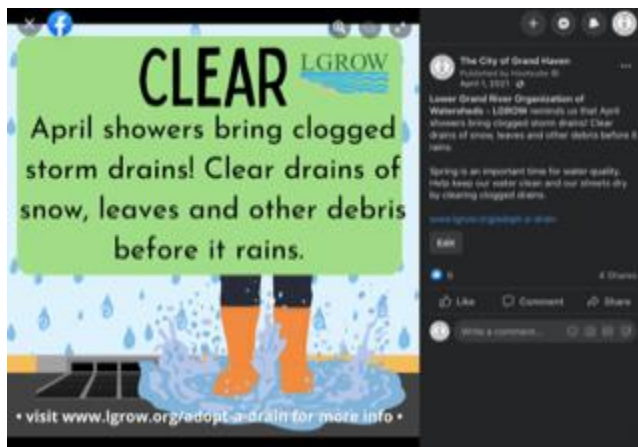 CLEAR
LGROW
April showers bring clogged
storm drains! Clear drains of
snow, leaves and other debris
before it rains.
• visit www.lgrow.org/adopt-a-drain for more info •
The City of Grand Haven
Published by Hootsuite
April 1, 2021
Lower Grand River Organization of
Watersheds - LGROW reminds us that April
showers bring clogged storm drains! Clear
drains of snow, leaves and other debris before it
rains.
Spring is an important time for water quality.
Help keep our water clean and our streets dry
by clearing clogged drains.
www.lgrow.org/adopt-a-drain
Edit
4 Shares
Like
Comment
Share
Write a comment...